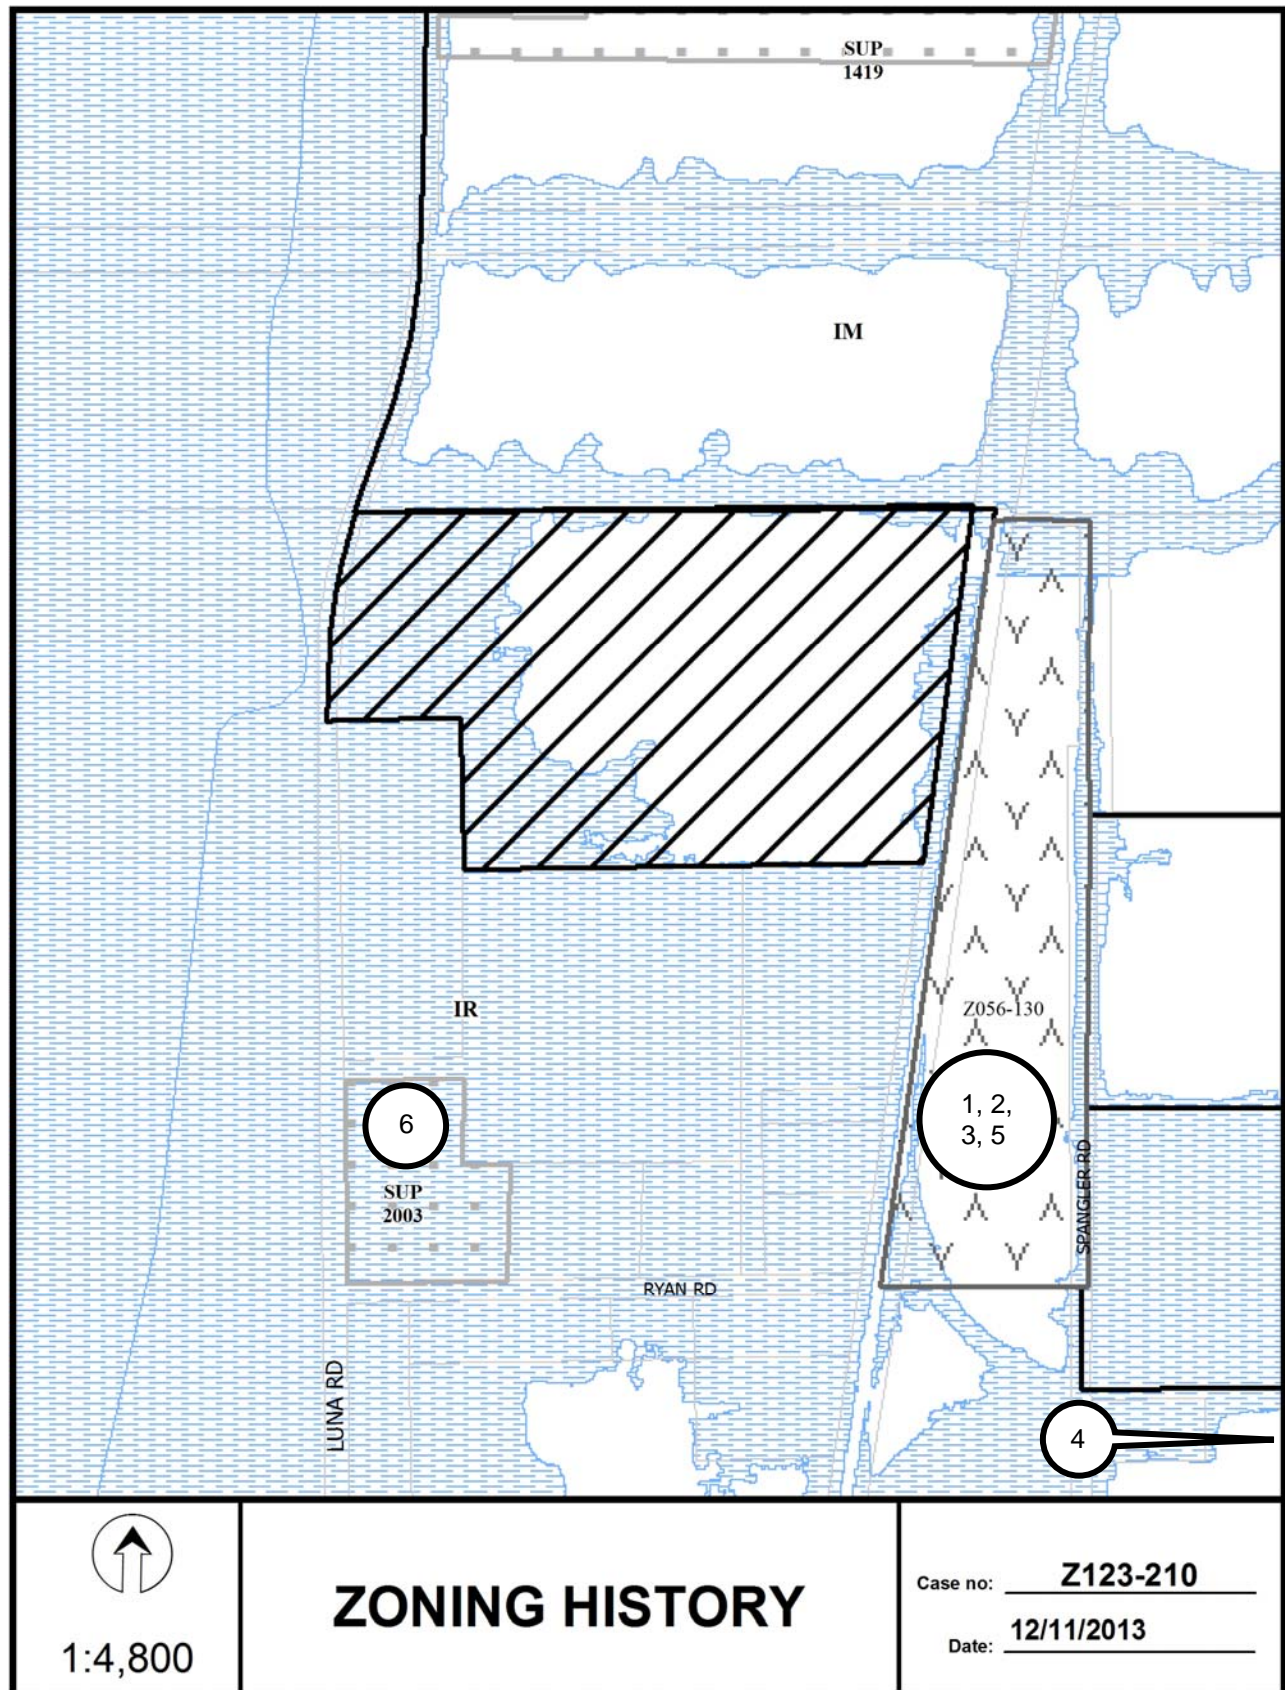 SUP
1419
IM
Z056-130
IR
1, 2,
3, 5
6
SUP
2003
SPANGLER RD
RYAN RD
LUNA RD
4
1:4,800
ZONING HISTORY
Case no: Z123-210
Date: 12/11/2013